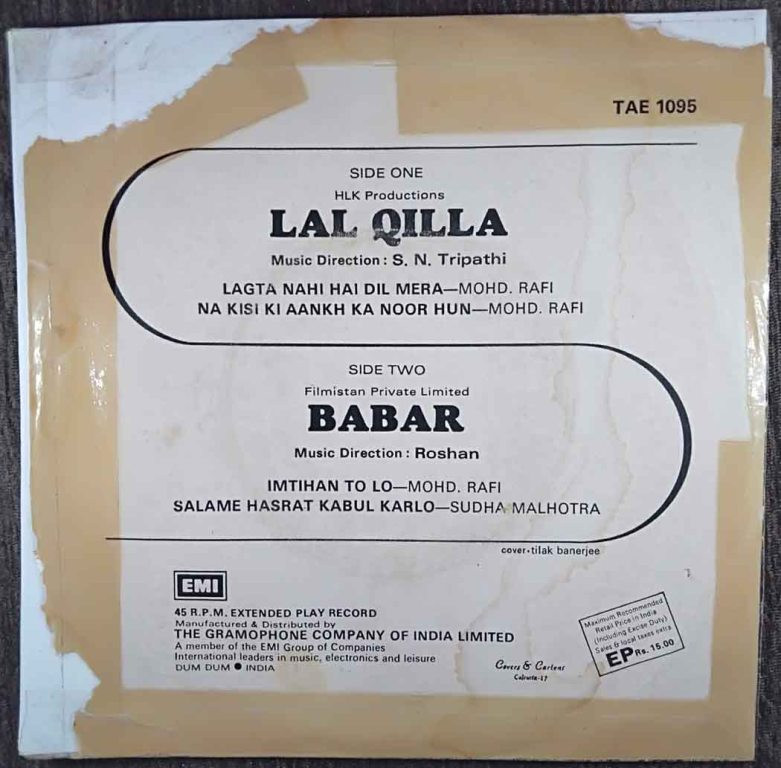 TAE 1095
SIDE ONE
HLK Productions
LAL QILLA
Music Direction : S. N. Tripathi
LAGTA NAHI HAI DIL MERA—MOHD. RAFI
NA KISI KI AANKH KA NOOR HUN—MOHD. RAFI
SIDE TWO
Filmistan Private Limited
BABAR
Music Direction : Roshan
IMTIHAN TO LO—MOHD. RAFI
SALAME HASRAT KABUL KARLO—SUDHA MALHOTRA
cover·tilak banerjee
EMI
45 R.P.M. EXTENDED PLAY RECORD
Manufactured & Distributed by
THE GRAMOPHONE COMPANY OF INDIA LIMITED
A member of the EMI Group of Companies
International leaders in music, electronics and leisure
DUM DUM ● INDIA
Covers & Cartons
Calcutta-17
Maximum Recommended
Retail Price in India
(Including Excise Duty)
Sales & local taxes extra
EP Rs. 15.00